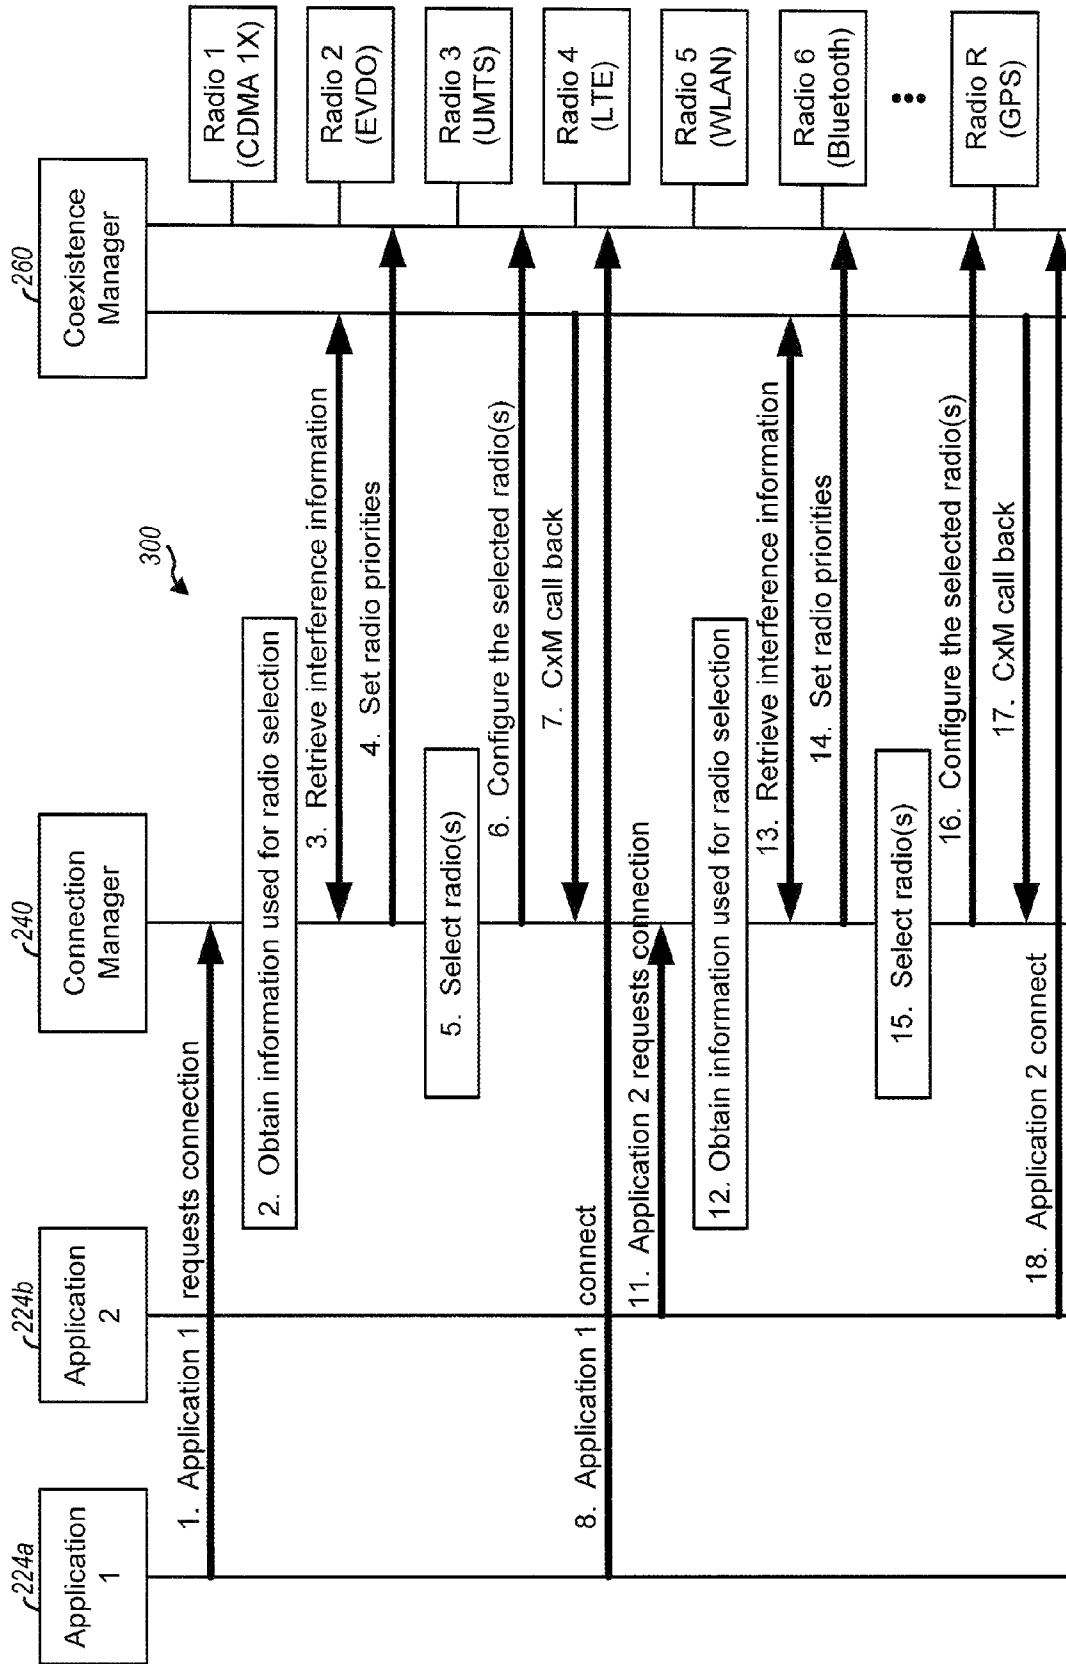 224a
Application
1
224b
Application
2
240
Connection
Manager
260
Coexistence
Manager
300
Radio 1
(CDMA 1X)
Radio 2
(EVDO)
Radio 3
(UMTS)
Radio 4
(LTE)
Radio 5
(WLAN)
Radio 6
(Bluetooth)
Radio R
(GPS)
1. Application 1 requests connection
2. Obtain information used for radio selection
3. Retrieve interference information
4. Set radio priorities
5. Select radio(s)
6. Configure the selected radio(s)
7. CxM call back
8. Application 1 connect
11. Application 2 requests connection
12. Obtain information used for radio selection
13. Retrieve interference information
14. Set radio priorities
15. Select radio(s)
16. Configure the selected radio(s)
17. CxM call back
18. Application 2 connect